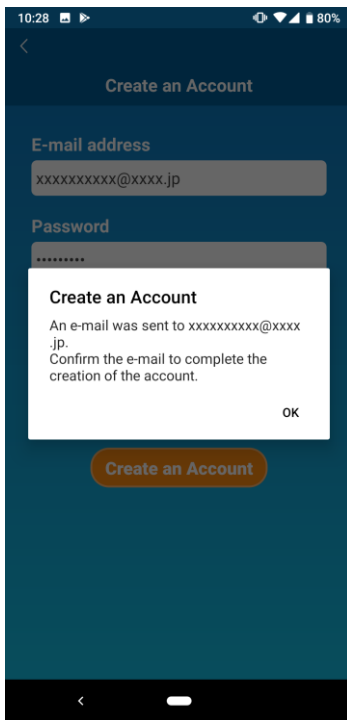 10:28 80%
Create an Account
E-mail address
xxxxxxxxxx@xxxx.jp
Password
•••••••••
Create an Account
An e-mail was sent to xxxxxxxxxx@xxxx
.jp.
Confirm the e-mail to complete the
creation of the account.
OK
Create an Account